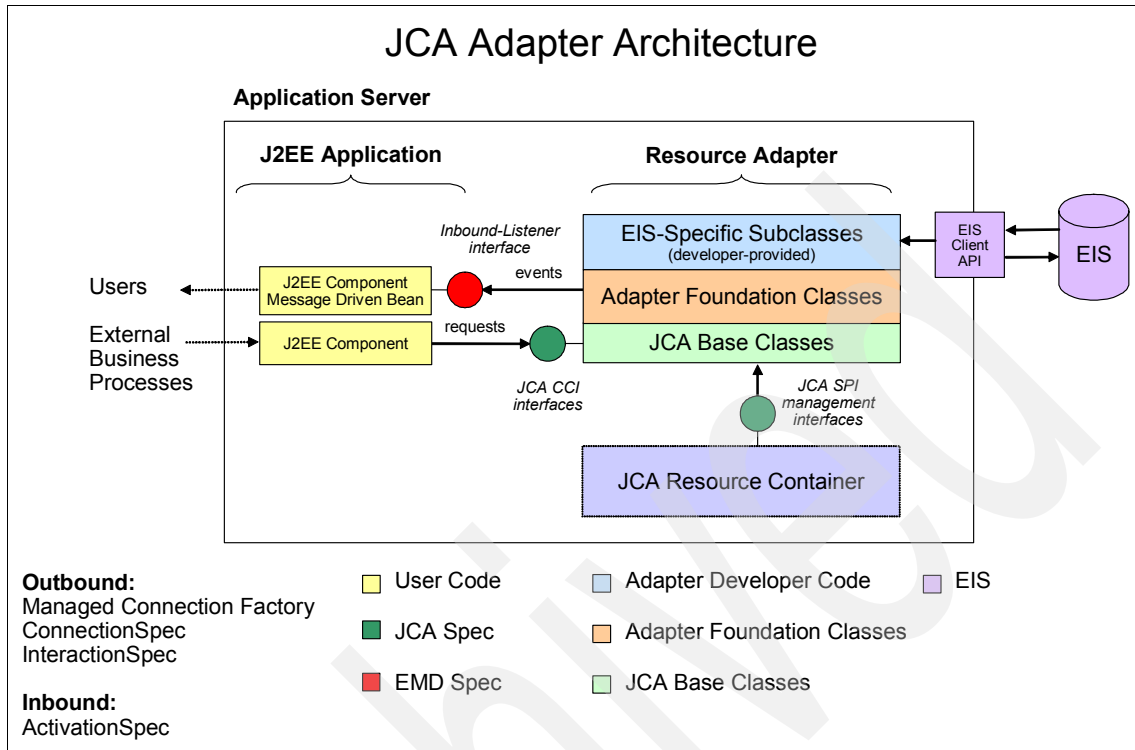 JCA Adapter Architecture
Application Server
J2EE Application
Resource Adapter
Inbound-Listener
interface
EIS-Specific Subclasses
(developer-provided)
EIS
Client
API
EIS
events
Users
J2EE Component
Message Driven Bean
Adapter Foundation Classes
External
Business
Processes
J2EE Component
requests
JCA Base Classes
JCA CCI
interfaces
JCA SPI
management
interfaces
JCA Resource Container
Outbound:
Managed Connection Factory
ConnectionSpec
InteractionSpec
Inbound:
ActivationSpec
User Code
Adapter Developer Code
EIS
JCA Spec
Adapter Foundation Classes
EMD Spec
JCA Base Classes